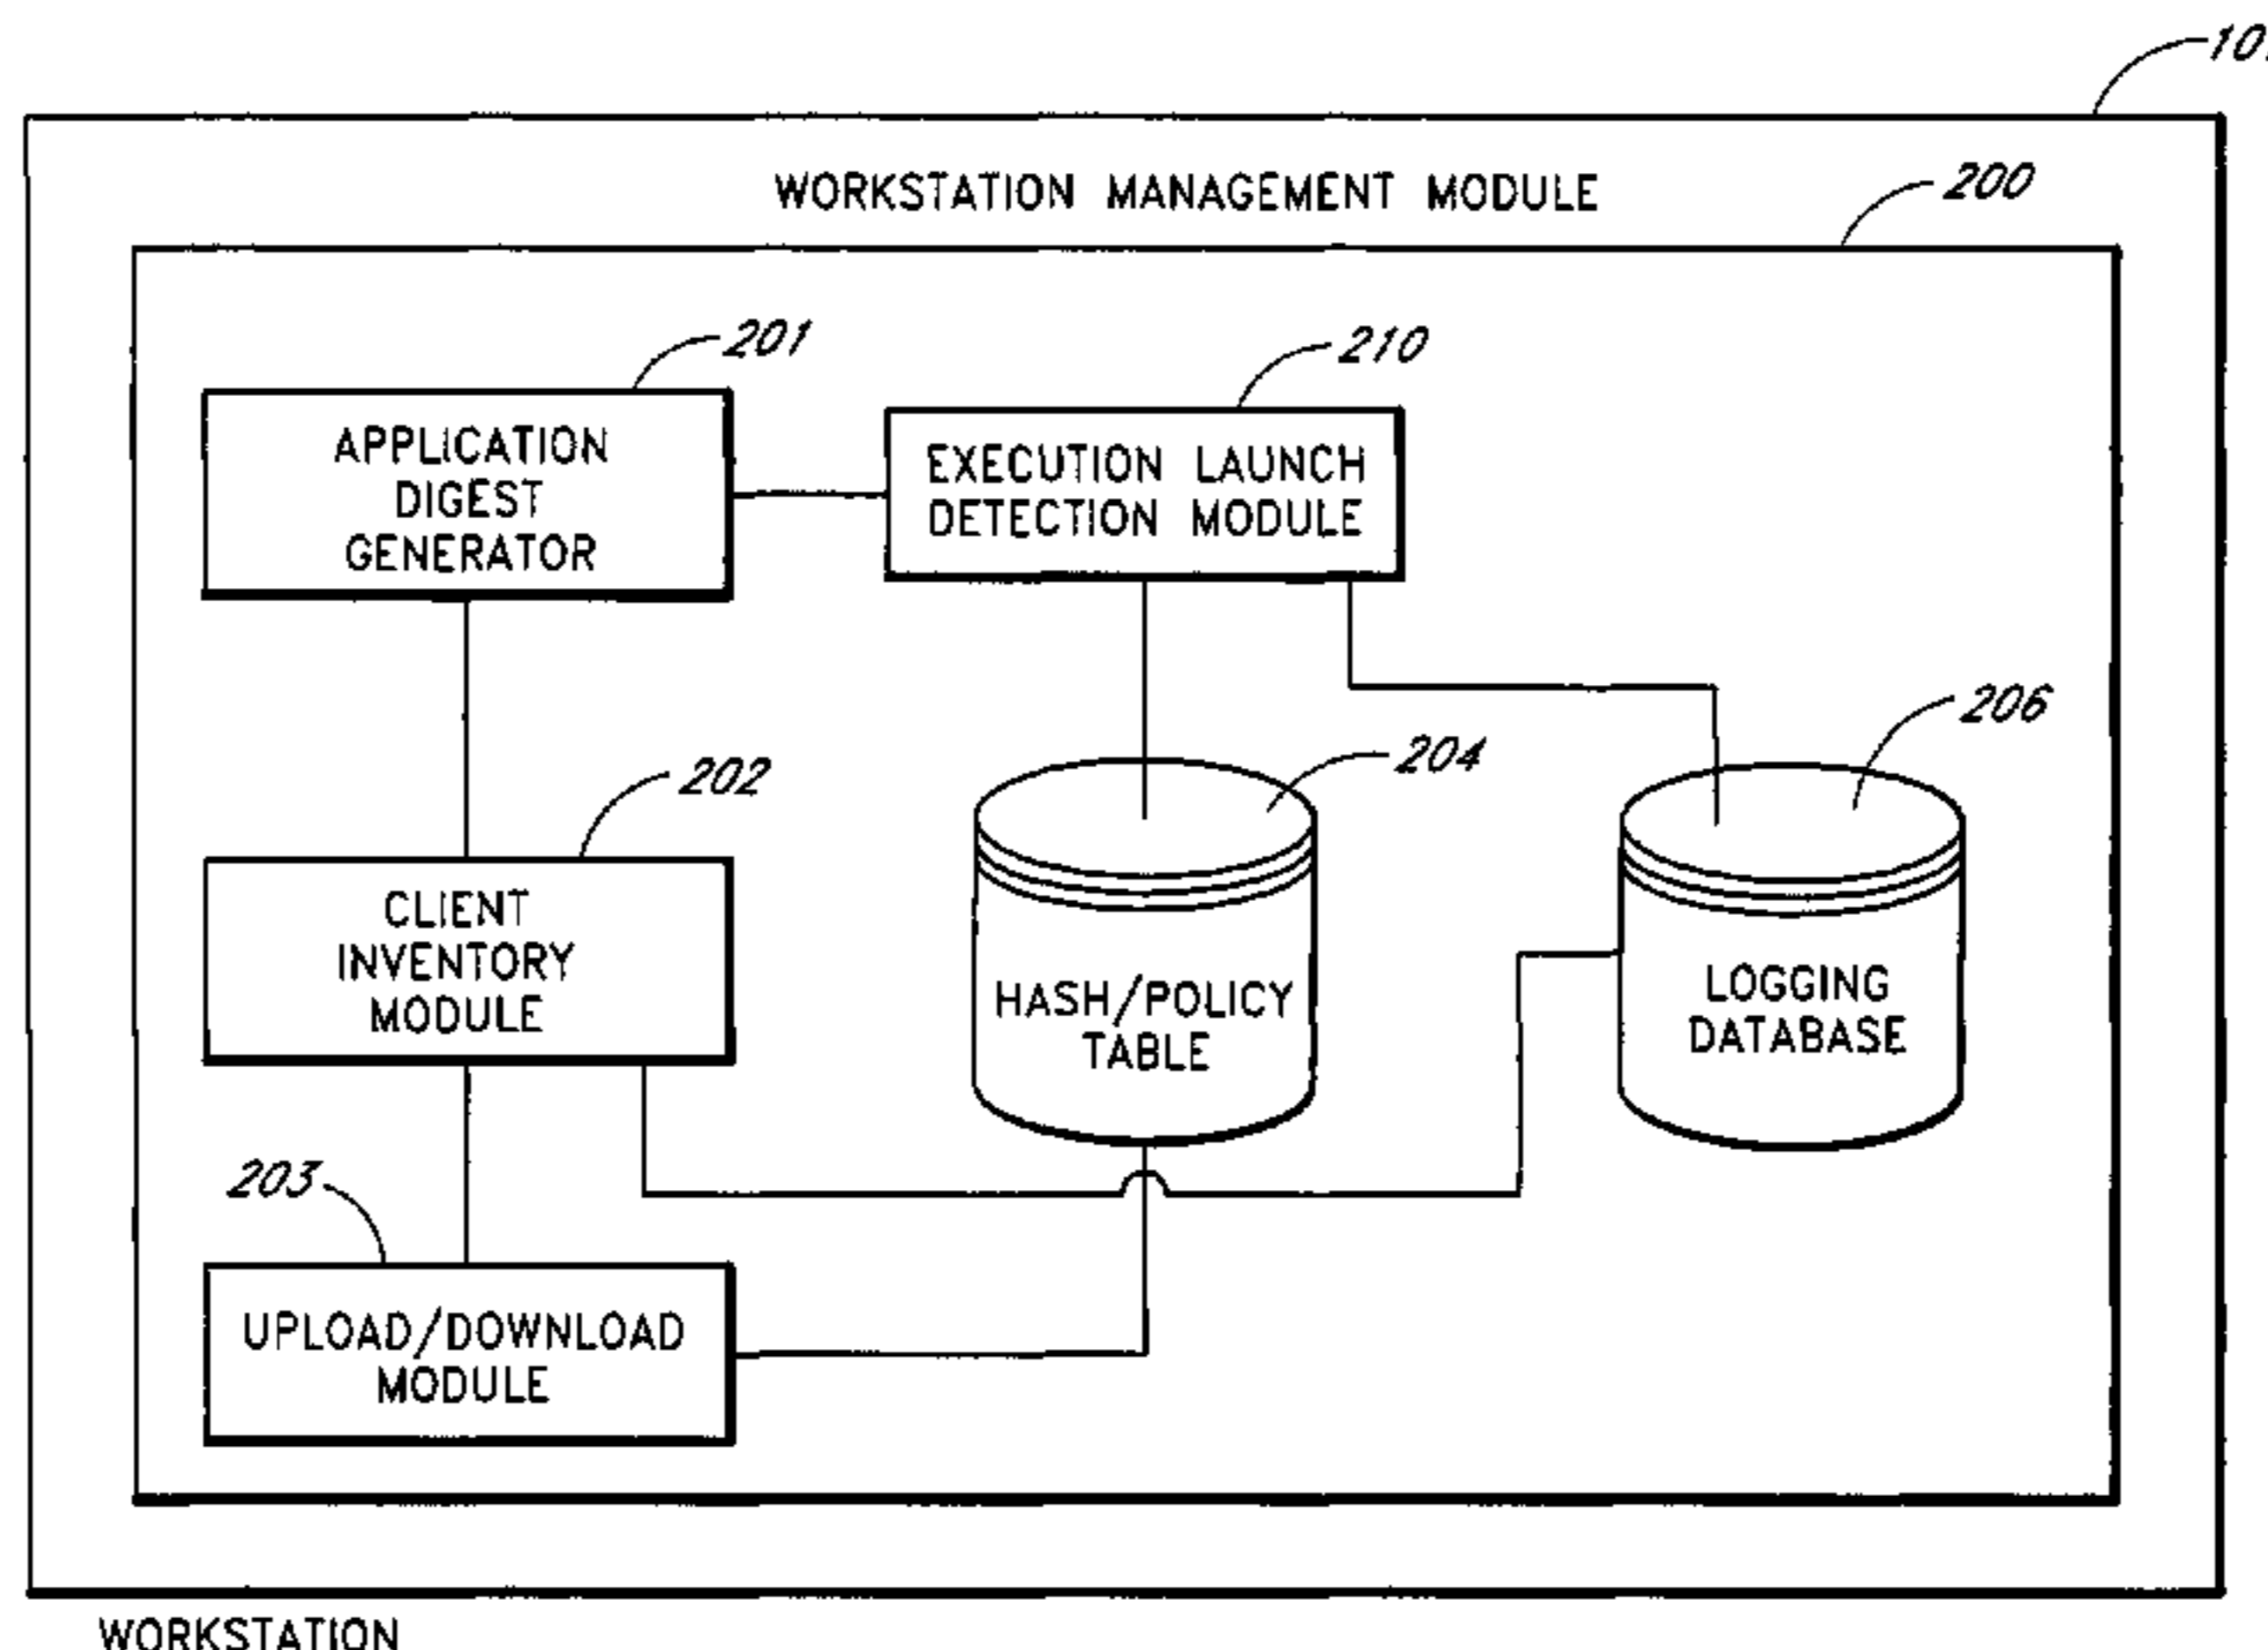 WORKSTATION MANAGEMENT MODULE
200
201
210
APPLICATION
DIGEST
GENERATOR
EXECUTION LAUNCH
DETECTION MODULE
206
204
202
CLIENT
INVENTORY
MODULE
HASH/POLICY
TABLE
LOGGING
DATABASE
203
UPLOAD/DOWNLOAD
MODULE
WORKSTATION